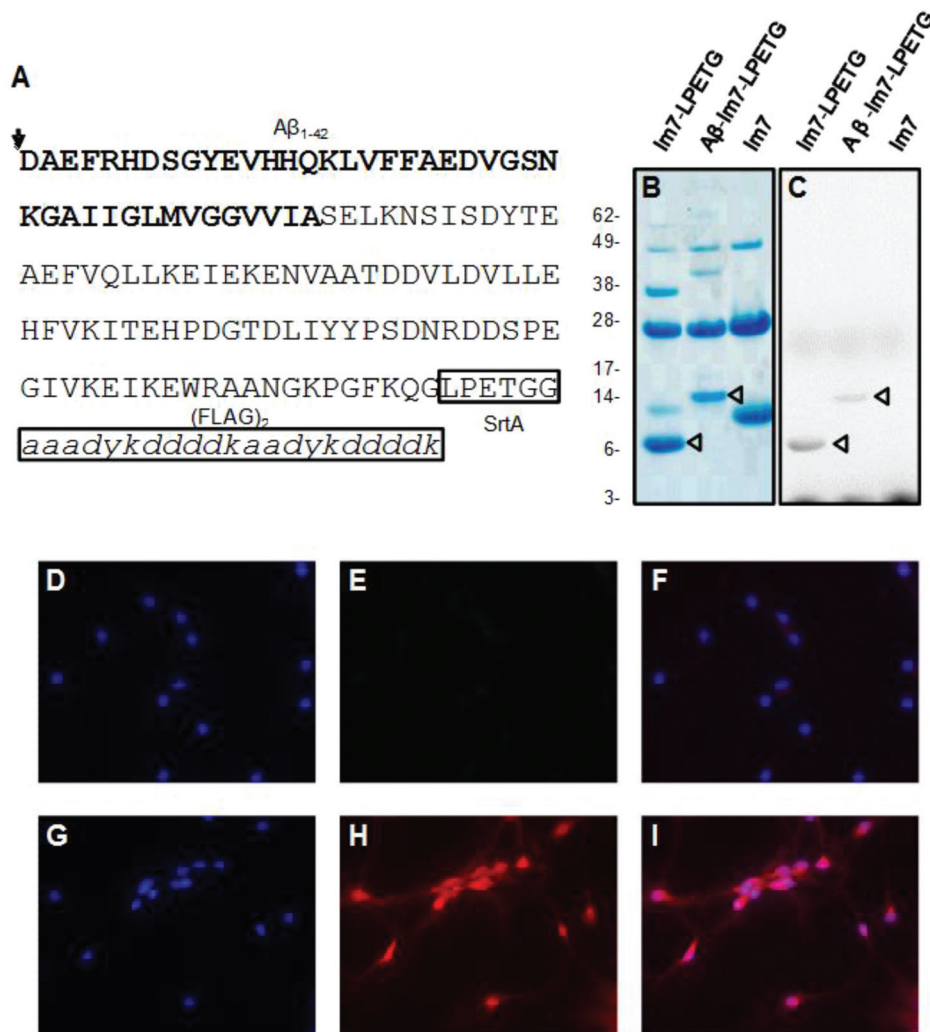 A
Aβ1-42
DAEFRHDSGYEVHHQKLVFFAEDVGSN
KGAIIGLMVGGVVIASELKNSISDYTE
AEFVQLLKEIEKENVAATDDVLDVLLE
HFVKITEHPDGTDLIYYPSDNRDDSPE
GIVKEIKEWRAANGKPGFKQGLPETGG
(FLAG)2
SrtA
aaadykddddkaadykddddk
Im7-LPETG
Aβ-Im7-LPETG
Im7
Im7-LPETG
Aβ-Im7-LPETG
Im7
B
C
62-
49-
38-
28-
17-
14-
6-
3-
D
E
F
G
H
I